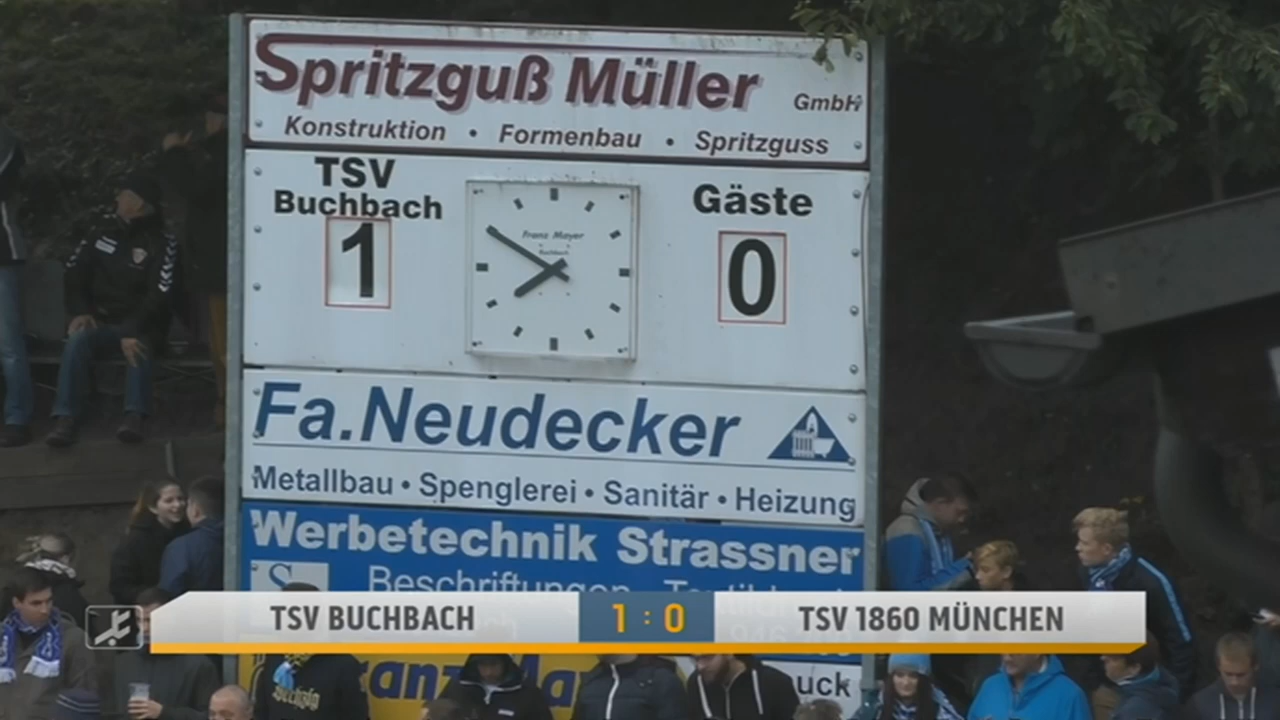 Spritzguß Müller GmbH
Konstruktion • Formenbau • Spritzguss
TSV
Buchbach
Gäste
1
0
Franz Mayer
Buchbach
Fa.Neudecker
Metallbau • Spenglerei • Sanitär • Heizung
Werbetechnik Strassner
S
Beschriftungen
TSV BUCHBACH 1 : 0 TSV 1860 MÜNCHEN